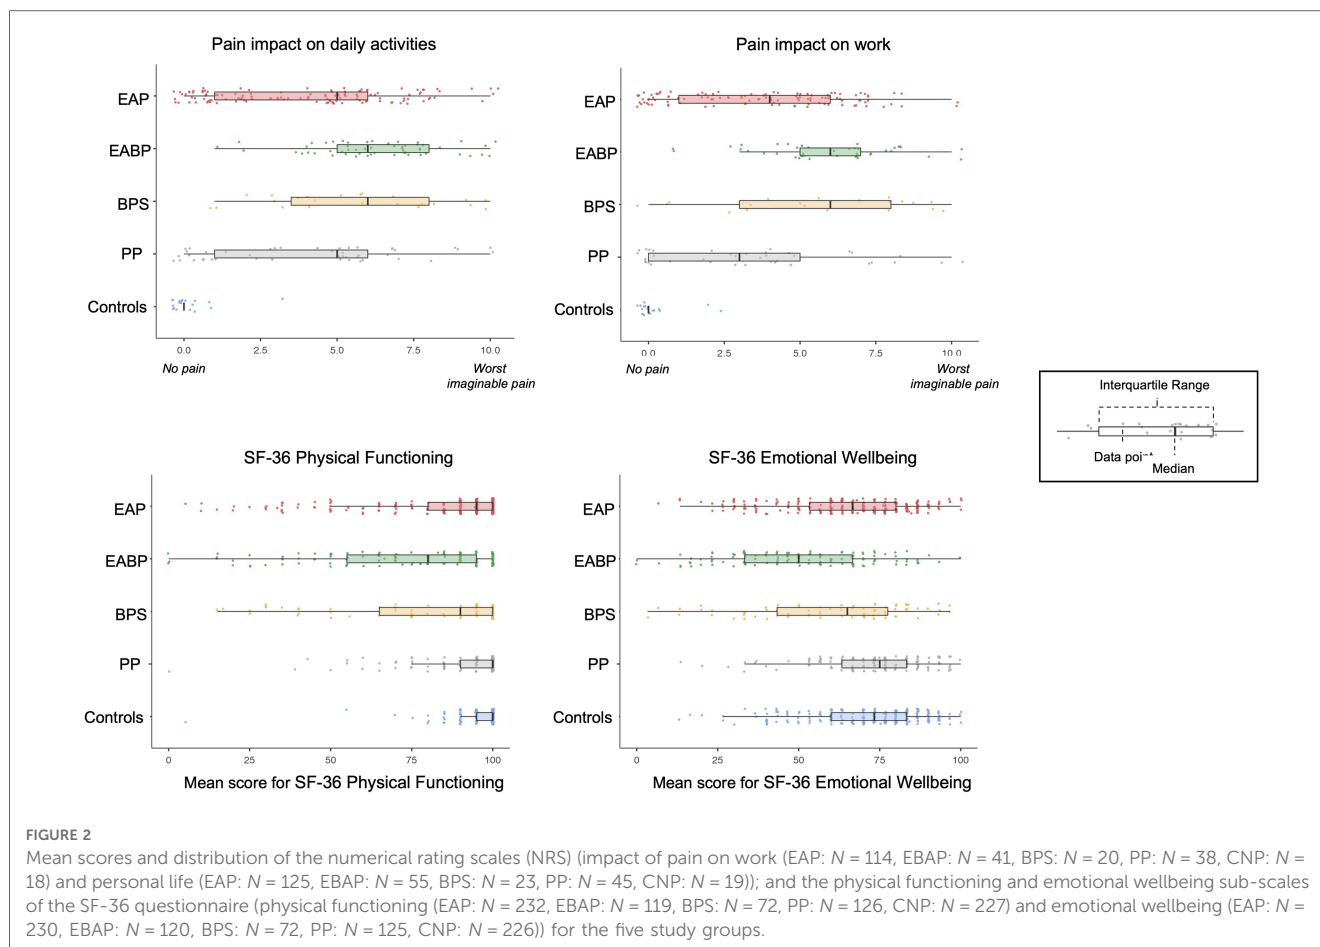 Pain impact on daily activities
EAP
EABP
BPS
PP
Controls
0.0 2.5 5.0 7.5 10.0
No pain
Worst
imaginable pain
Pain impact on work
EAP
EABP
BPS
PP
Controls
0.0 2.5 5.0 7.5 10.0
No pain
Worst
imaginable pain
Interquartile Range
Data poi
Median
SF-36 Physical Functioning
EAP
EABP
BPS
PP
Controls
0 25 50 75 100
Mean score for SF-36 Physical Functioning
SF-36 Emotional Wellbeing
EAP
EABP
BPS
PP
Controls
0 25 50 75 100
Mean score for SF-36 Emotional Wellbeing
FIGURE 2
Mean scores and distribution of the numerical rating scales (NRS) (impact of pain on work (EAP: N = 114, EBAP: N = 41, BPS: N = 20, PP: N = 38, CNP: N =
18) and personal life (EAP: N = 125, EBAP: N = 55, BPS: N = 23, PP: N = 45, CNP: N = 19)); and the physical functioning and emotional wellbeing sub-scales
of the SF-36 questionnaire (physical functioning (EAP: N = 232, EBAP: N = 119, BPS: N = 72, PP: N = 126, CNP: N = 227) and emotional wellbeing (EAP: N =
230, EBAP: N = 120, BPS: N = 72, PP: N = 125, CNP: N = 226)) for the five study groups.